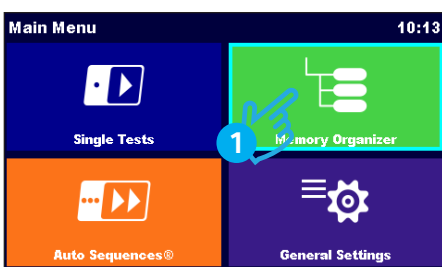 Main Menu 10:13
Single Tests
Memory Organizer
1
Auto Sequences®
General Settings